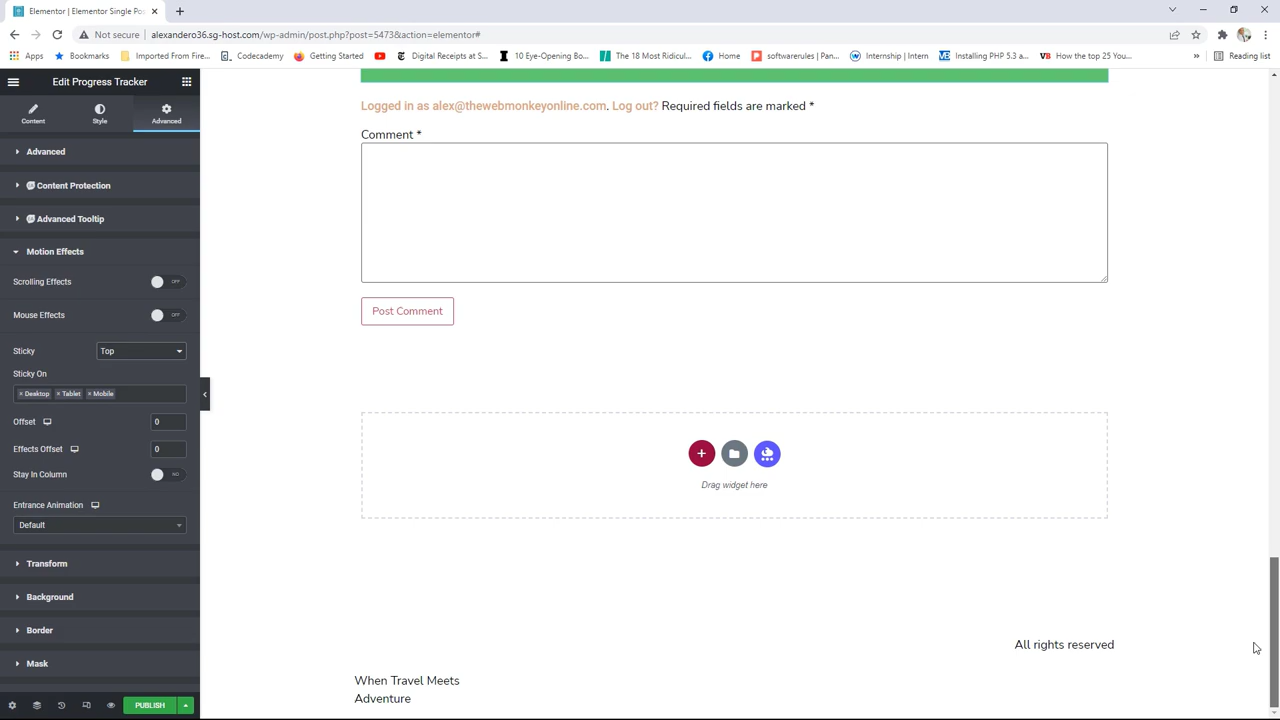 Elementor | Elementor Single Pos
Not secure
alexandero36.sg-host.com/wp-admin/post.php?post=5473&action=elementor#
Apps
Bookmarks
Imported From Fire...
Codecademy
Getting Started
Digital Receipts at S...
10 Eye-Opening Bo...
The 18 Most Ridicul...
Home
softwarerules | Pan...
Internship | Intern
Installing PHP 5.3 a...
VB How the top 25 You...
»
Reading list
Edit Progress Tracker
Content
Style
Advanced
Advanced
Content Protection
Advanced Tooltip
Motion Effects
Scrolling Effects
OFF
Mouse Effects
OFF
Sticky
Top
Sticky On
× Desktop × Tablet × Mobile
Offset
0
Effects Offset
0
Stay In Column
NO
Entrance Animation
Default
Transform
Background
Border
Mask
PUBLISH
Logged in as alex@thewebmonkeyonline.com. Log out? Required fields are marked *
Comment *
Post Comment
Drag widget here
All rights reserved
When Travel Meets
Adventure